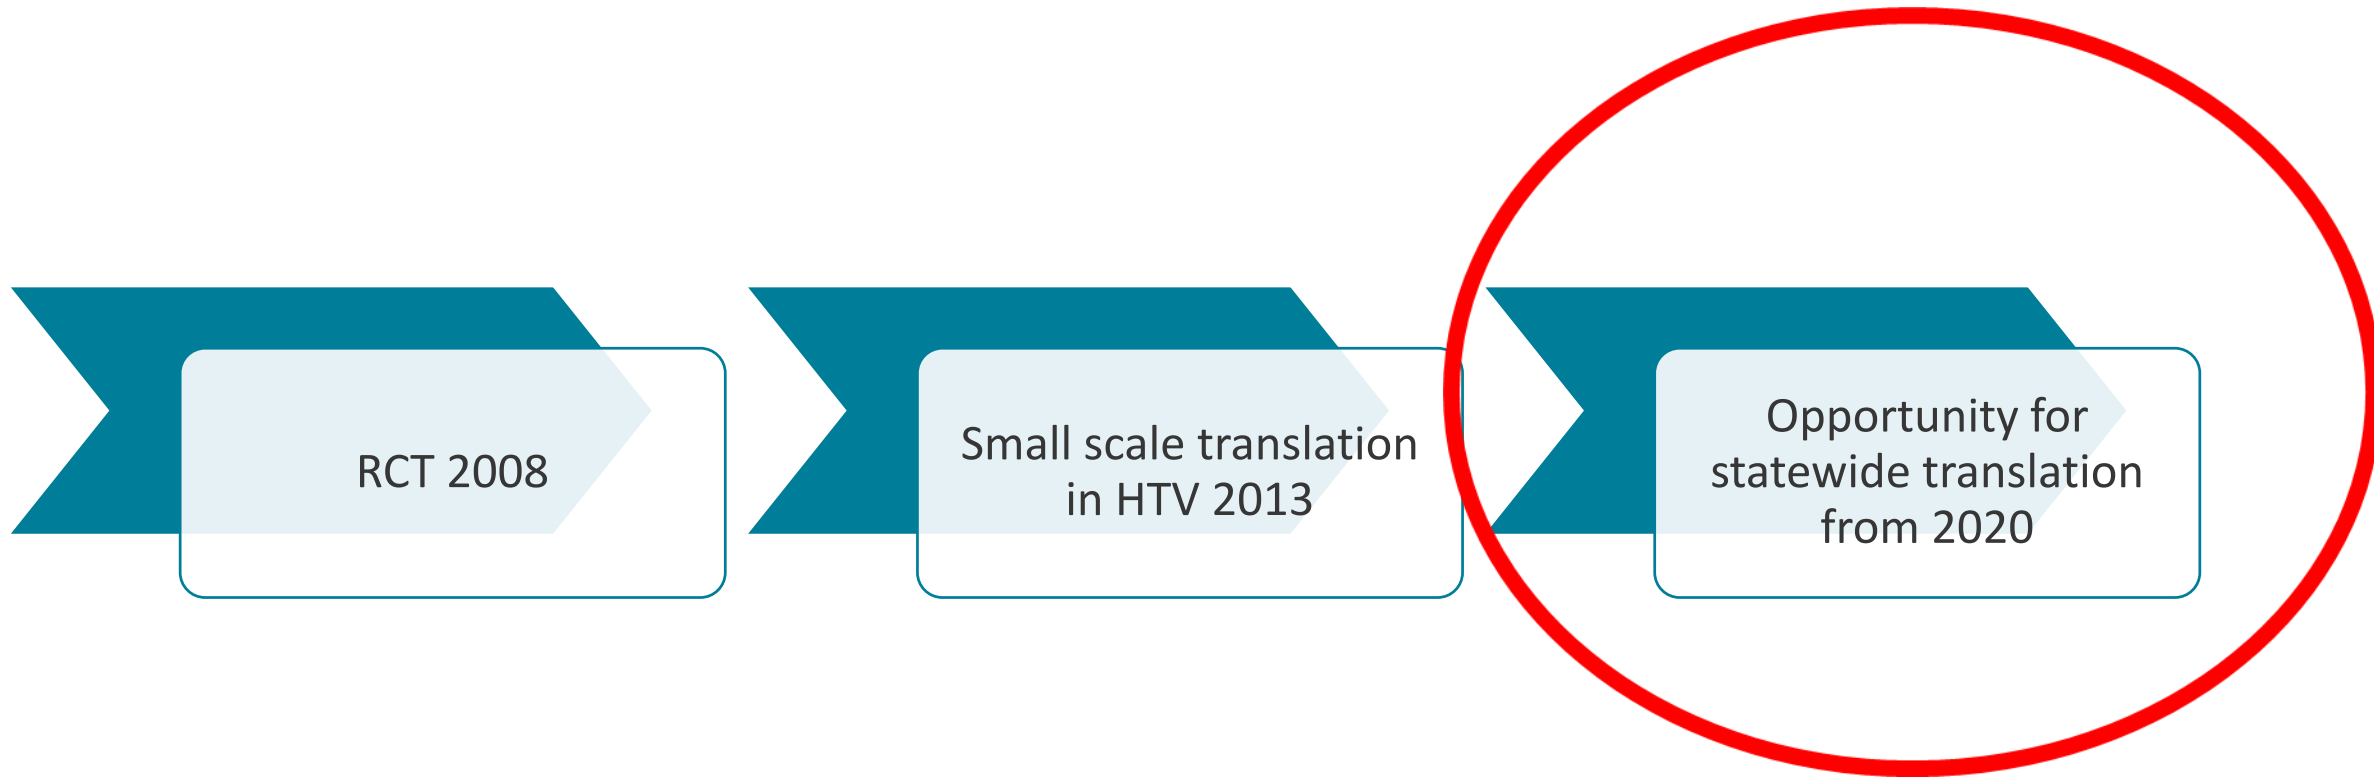 RCT 2008
Small scale translation
in HTV 2013
Opportunity for
statewide translation
from 2020